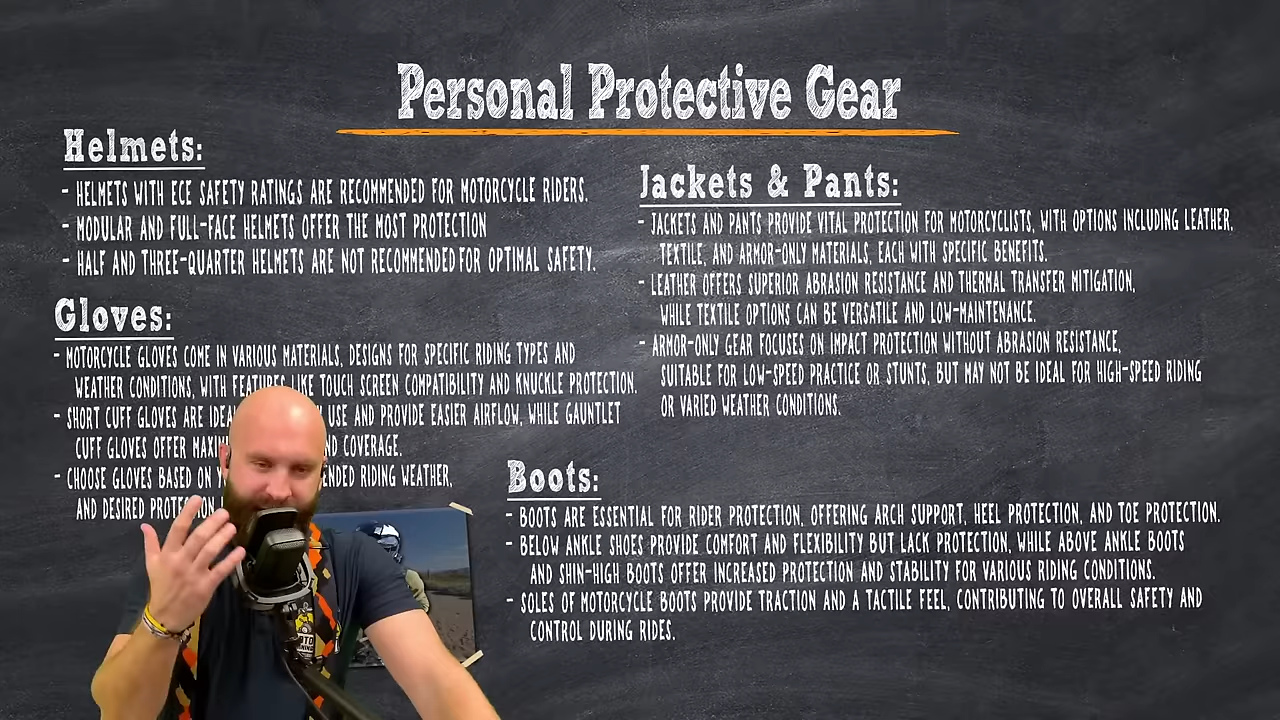 Personal Protective Gear
Helmets:
- HELMETS WITH ECE SAFETY RATINGS ARE RECOMMENDED FOR MOTORCYCLE RIDERS.
- MODULAR AND FULL-FACE HELMETS OFFER THE MOST PROTECTION
- HALF AND THREE-QUARTER HELMETS ARE NOT RECOMMENDED FOR OPTIMAL SAFETY.
Gloves:
- MOTORCYCLE GLOVES COME IN VARIOUS MATERIALS, DESIGNS FOR SPECIFIC RIDING TYPES AND
WEATHER CONDITIONS, WITH FEATURES LIKE TOUCH SCREEN COMPATIBILITY AND KNUCKLE PROTECTION.
- SHORT CUFF GLOVES ARE USE AND PROVIDE EASIER AIRFLOW, WHILE GAUNTLET
CUFF GLOVES OFFER COVERAGE.
- CHOOSE GLOVES BASED ON RIDING WEATHER,
AND DESIRED
Jackets & Pants:
- JACKETS AND PANTS PROVIDE VITAL PROTECTION FOR MOTORCYCLISTS, WITH OPTIONS INCLUDING LEATHER,
TEXTILE, AND ARMOR-ONLY MATERIALS, EACH WITH SPECIFIC BENEFITS.
- LEATHER OFFERS SUPERIOR ABRASION RESISTANCE AND THERMAL TRANSFER MITIGATION,
WHILE TEXTILE OPTIONS CAN BE VERSATILE AND LOW-MAINTENANCE.
- ARMOR-ONLY GEAR FOCUSES ON IMPACT PROTECTION WITHOUT ABRASION RESISTANCE,
SUITABLE FOR LOW-SPEED PRACTICE OR STUNTS, BUT MAY NOT BE IDEAL FOR HIGH-SPEED RIDING
OR VARIED WEATHER CONDITIONS.
Boots:
- BOOTS ARE ESSENTIAL FOR RIDER PROTECTION, OFFERING ARCH SUPPORT, HEEL PROTECTION, AND TOE PROTECTION.
- BELOW ANKLE SHOES PROVIDE COMFORT AND FLEXIBILITY BUT LACK PROTECTION, WHILE ABOVE ANKLE BOOTS
AND SHIN-HIGH BOOTS OFFER INCREASED PROTECTION AND STABILITY FOR VARIOUS RIDING CONDITIONS.
- SOLES OF MOTORCYCLE BOOTS PROVIDE TRACTION AND A TACTILE FEEL, CONTRIBUTING TO OVERALL SAFETY AND
CONTROL DURING RIDES.